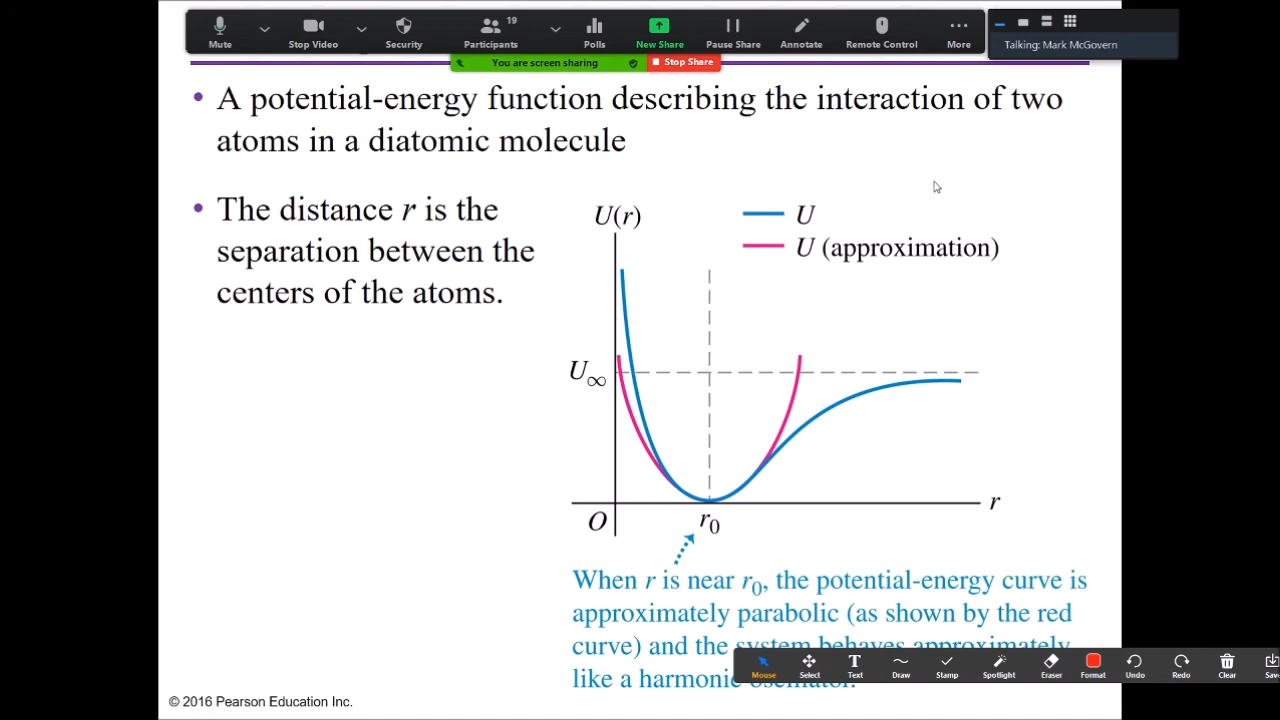 19
Mute
Stop Video
Security
Participants
Polls
New Share
Pause Share
Annotate
Remote Control
More
Talking: Mark McGovern
You are screen sharing
Stop Share
• A potential-energy function describing the interaction of two
atoms in a diatomic molecule
• The distance r is the
separation between the
centers of the atoms.
U(r)
U
U (approximation)
U∞
O
r₀
r
When r is near r₀, the potential-energy curve is
approximately parabolic (as shown by the red
curve) and the system behaves approximately
like a harmonic oscillator.
Mouse
Select
Text
Draw
Stamp
Spotlight
Eraser
Format
Undo
Redo
Clear
© 2016 Pearson Education Inc.